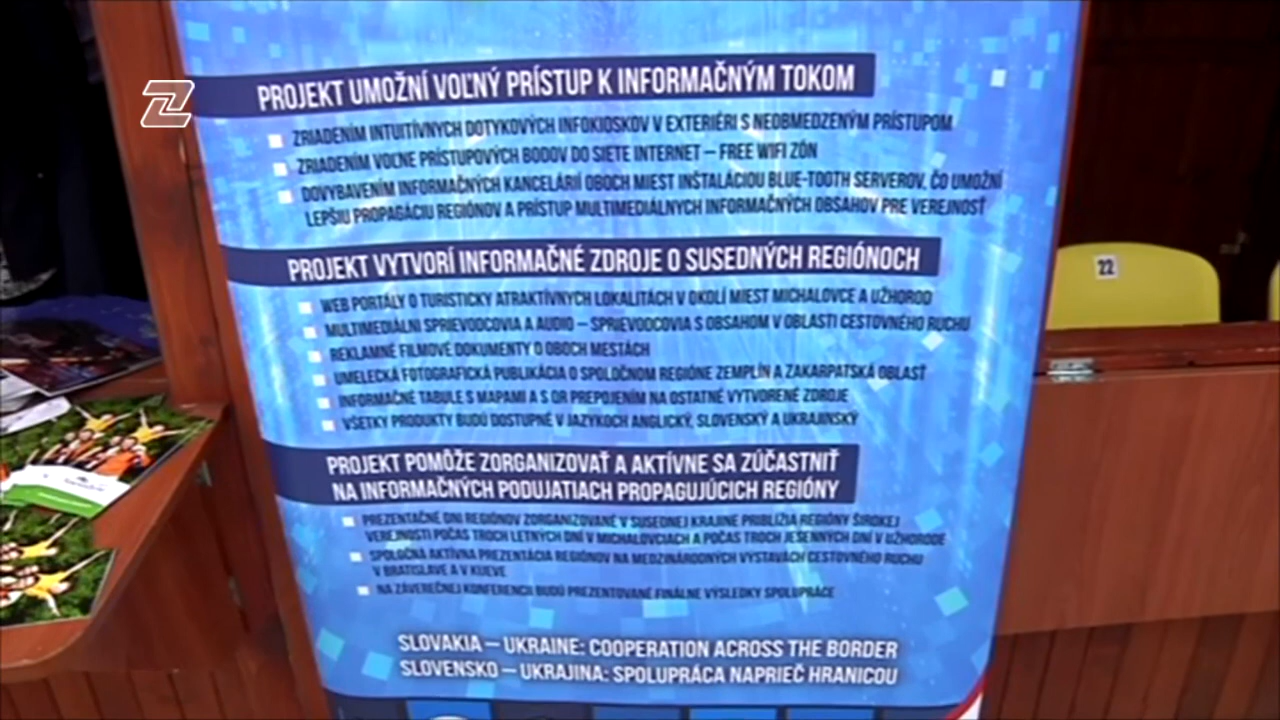 PROJEKT UMOŽNÍ VOĽNÝ PRÍSTUP K INFORMAČNÝM TOKOM
ZRIADENÍM INTUITÍVNYCH DOTYKOVÝCH INFOKIOSKOV V EXTERIÉRI S NEOBMEDZENÝM PRÍSTUPOM
ZRIADENÍM VOĽNE PRÍSTUPOVÝCH BODOV DO SIETE INTERNET – FREE WIFI ZÓN
DOVYBAVENÍM INFORMAČNÝCH KANCELÁRIÍ OBOCH MIEST INŠTALÁCIOU BLUE-TOOTH SERVEROV, ČO UMOŽNÍ
LEPŠIU PROPAGÁCIU REGIÓNOV A PRÍSTUP MULTIMEDIÁLNYCH INFORMAČNÝCH OBSAHOV PRE VEREJNOSŤ
PROJEKT VYTVORÍ INFORMAČNÉ ZDROJE O SUSEDNÝCH REGIÓNOCH
WEB PORTÁLY O TURISTICKY ATRAKTÍVNYCH LOKALITÁCH V OKOLÍ MIEST MICHALOVCE A UŽHOROD
MULTIMEDIÁLNI SPRIEVODCOVIA A AUDIO – SPRIEVODCOVIA S OBSAHOM V OBLASTI CESTOVNÉHO RUCHU
REKLAMNÉ FILMOVÉ DOKUMENTY O OBOCH MESTÁCH
UMELECKÁ FOTOGRAFICKÁ PUBLIKÁCIA O SPOLOČNOM REGIÓNE ZEMPLÍN A ZAKARPATSKÁ OBLASŤ
INFORMAČNÉ TABULE S MAPAMI A S QR PREPOJENÍM NA OSTATNÉ VYTVORENÉ ZDROJE
VŠETKY PRODUKTY BUDÚ DOSTUPNÉ V JAZYKOCH ANGLICKÝ, SLOVENSKÝ A UKRAJINSKÝ
PROJEKT POMÔŽE ZORGANIZOVAŤ A AKTÍVNE SA ZÚČASTNIŤ
NA INFORMAČNÝCH PODUJATIACH PROPAGUJÚCICH REGIÓNY
PREZENTAČNÉ DNI REGIÓNOV ZORGANIZOVANÉ V SUSEDNEJ KRAJINE PRIBLÍŽIA REGIÓNY ŠIROKEJ
VEREJNOSTI POČAS TROCH LETNÝCH DNÍ V MICHALOVCIACH A POČAS TROCH JESENNÝCH DNÍ V UŽHORODE
SPOLOČNÁ AKTÍVNA PREZENTÁCIA REGIÓNOV NA MEDZINÁRODNÝCH VÝSTAVÁCH CESTOVNÉHO RUCHU
V BRATISLAVE A V KIJEVE
NA ZÁVEREČNEJ KONFERENCII BUDÚ PREZENTOVANÉ FINÁLNE VÝSLEDKY SPOLUPRÁCE
SLOVAKIA – UKRAINE: COOPERATION ACROSS THE BORDER
SLOVENSKO – UKRAJINA: SPOLUPRÁCA NAPRIEČ HRANICOU
22